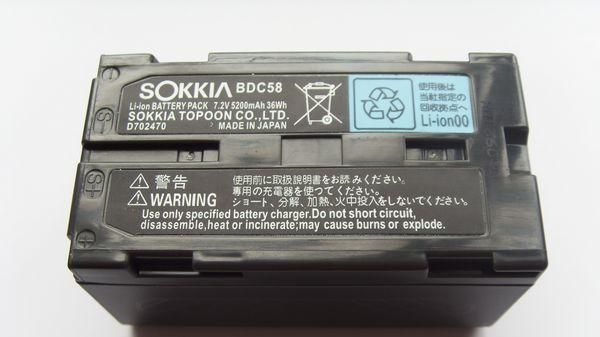 SOKKIA BDC58
Li-ion BATTERY PACK 7.2V 5200mAh 36Wh
SOKKIA TOPOON CO.,LTD.
D702470 MADE IN JAPAN
使用後は
当社指定の
回収拠点へ
Li-ion00
警告
WARNING
使用前に取扱説明書をお読みください。
専用の充電器を使つてください。
ショート、分解、加熱、火中投入をしないでください。
Use only specified battery charger.Do not short circuit,
disassemble,heat or incinerate;may cause burns or explode.